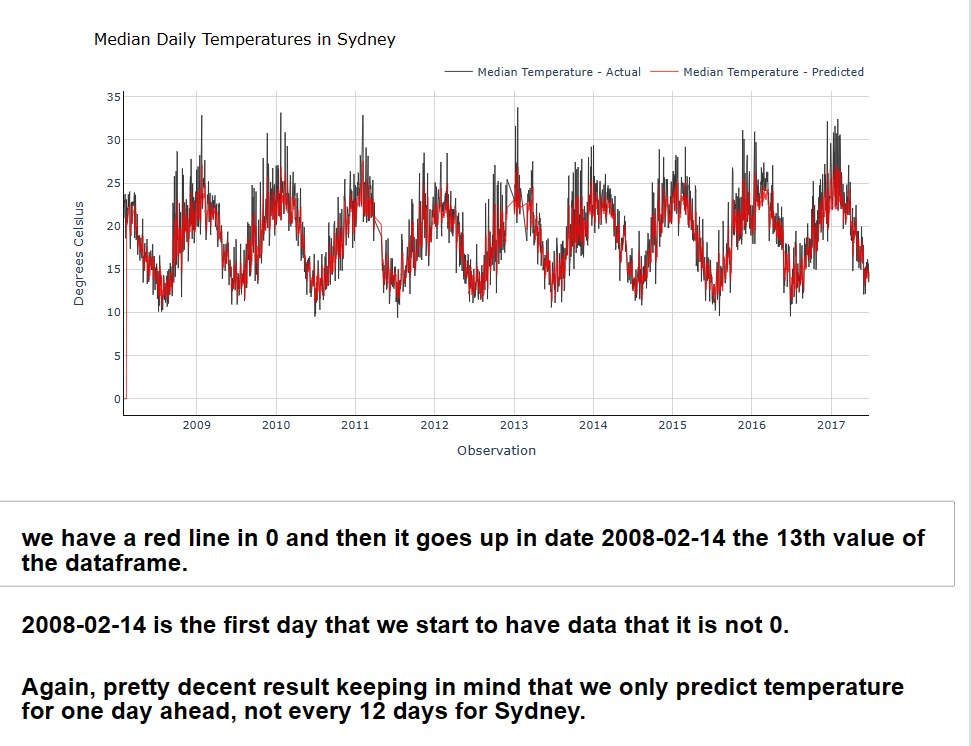 Median Daily Temperatures in Sydney
Median Temperature - Actual
Median Temperature - Predicted
35
30
25
20
15
10
5
0
Degrees Celsius
2009
2010
2011
2012
2013
2014
2015
2016
2017
Observation
we have a red line in 0 and then it goes up in date 2008-02-14 the 13th value of
the dataframe.
2008-02-14 is the first day that we start to have data that it is not 0.
Again, pretty decent result keeping in mind that we only predict temperature
for one day ahead, not every 12 days for Sydney.